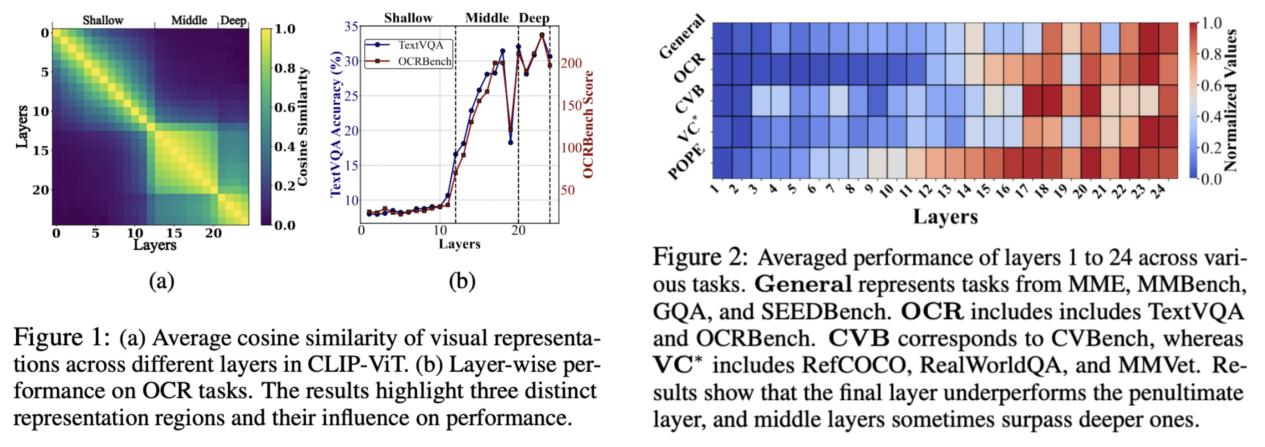 Shallow Middle Deep
0
5
10
15
20
Layers
0 5 10 15 20
Layers
1.0
0.8
0.6
0.4
0.2
0.0
Cosine Similarity
(a)
Shallow Middle Deep
TextVQA
OCRBench
35
30
25
20
15
10
TextVQA Accuracy (%)
200
150
100
50
OCRBench Score
0 10 20
Layers
(b)
Figure 1: (a) Average cosine similarity of visual representa-
tions across different layers in CLIP-ViT. (b) Layer-wise per-
formance on OCR tasks. The results highlight three distinct
representation regions and their influence on performance.
General
OCR
CVB
VC*
POPE
1 2 3 4 5 6 7 8 9 10 11 12 13 14 15 16 17 18 19 20 21 22 23 24
Layers
1.0
0.8
0.6
0.4
0.2
0.0
Normalized Values
Figure 2: Averaged performance of layers 1 to 24 across vari-
ous tasks. General represents tasks from MME, MMBench,
GQA, and SEEDBench. OCR includes includes TextVQA
and OCRBench. CVB corresponds to CVBench, whereas
VC* includes RefCOCO, RealWorldQA, and MMVet. Re-
sults show that the final layer underperforms the penultimate
layer, and middle layers sometimes surpass deeper ones.